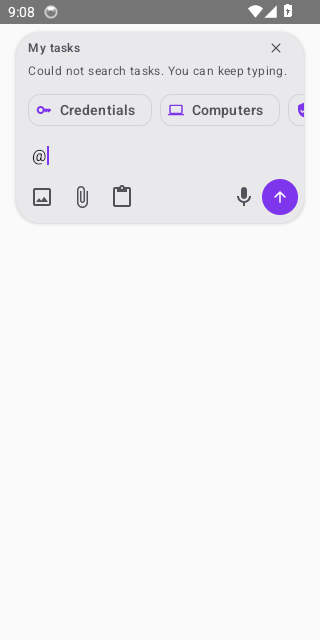 9:08
My tasks
Could not search tasks. You can keep typing.
Credentials
Computers
@